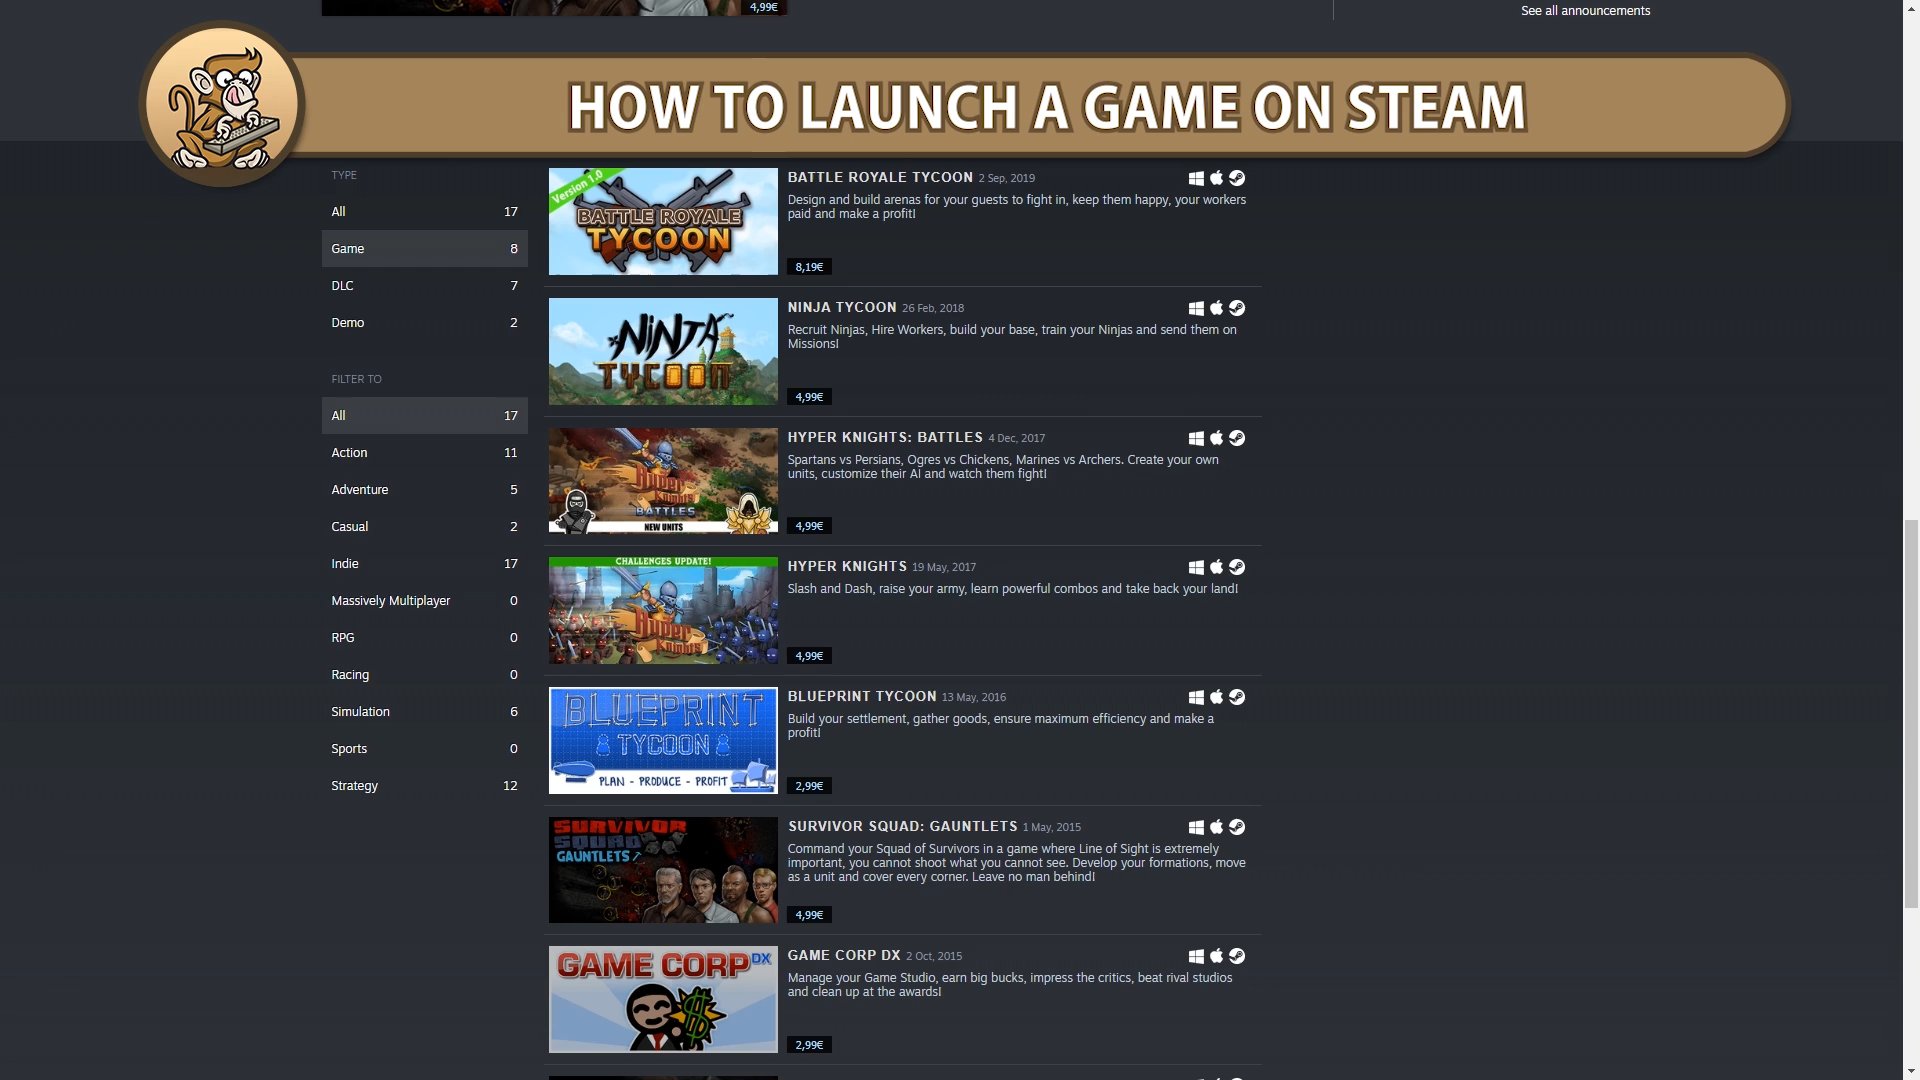 4,99€
See all announcements
HOW TO LAUNCH A GAME ON STEAM
TYPE
All 17
Game 8
DLC 7
Demo 2
FILTER TO
All 17
Action 11
Adventure 5
Casual 2
Indie 17
Massively Multiplayer 0
RPG 0
Racing 0
Simulation 6
Sports 0
Strategy 12
Version 1.0
BATTLE ROYALE
TYCOON
BATTLE ROYALE TYCOON 2 Sep, 2019
Design and build arenas for your guests to fight in, keep them happy, your workers
paid and make a profit!
8,19€
NINJA
TYCOON
NINJA TYCOON 26 Feb, 2018
Recruit Ninjas, Hire Workers, build your base, train your Ninjas and send them on
Missions!
4,99€
Hyper
Knights
BATTLES
NEW UNITS
HYPER KNIGHTS: BATTLES 4 Dec, 2017
Spartans vs Persians, Ogres vs Chickens, Marines vs Archers. Create your own
units, customize their AI and watch them fight!
4,99€
CHALLENGES UPDATE!
Hyper
Knights
HYPER KNIGHTS 19 May, 2017
Slash and Dash, raise your army, learn powerful combos and take back your land!
4,99€
BLUEPRINT
TYCOON
PLAN - PRODUCE - PROFIT
BLUEPRINT TYCOON 13 May, 2016
Build your settlement, gather goods, ensure maximum efficiency and make a
profit!
2,99€
SURVIVOR
SQUAD
GAUNTLETS
SURVIVOR SQUAD: GAUNTLETS 1 May, 2015
Command your Squad of Survivors in a game where Line of Sight is extremely
important, you cannot shoot what you cannot see. Develop your formations, move
as a unit and cover every corner. Leave no man behind!
4,99€
GAME CORP DX
GAME CORP DX 2 Oct, 2015
Manage your Game Studio, earn big bucks, impress the critics, beat rival studios
and clean up at the awards!
2,99€